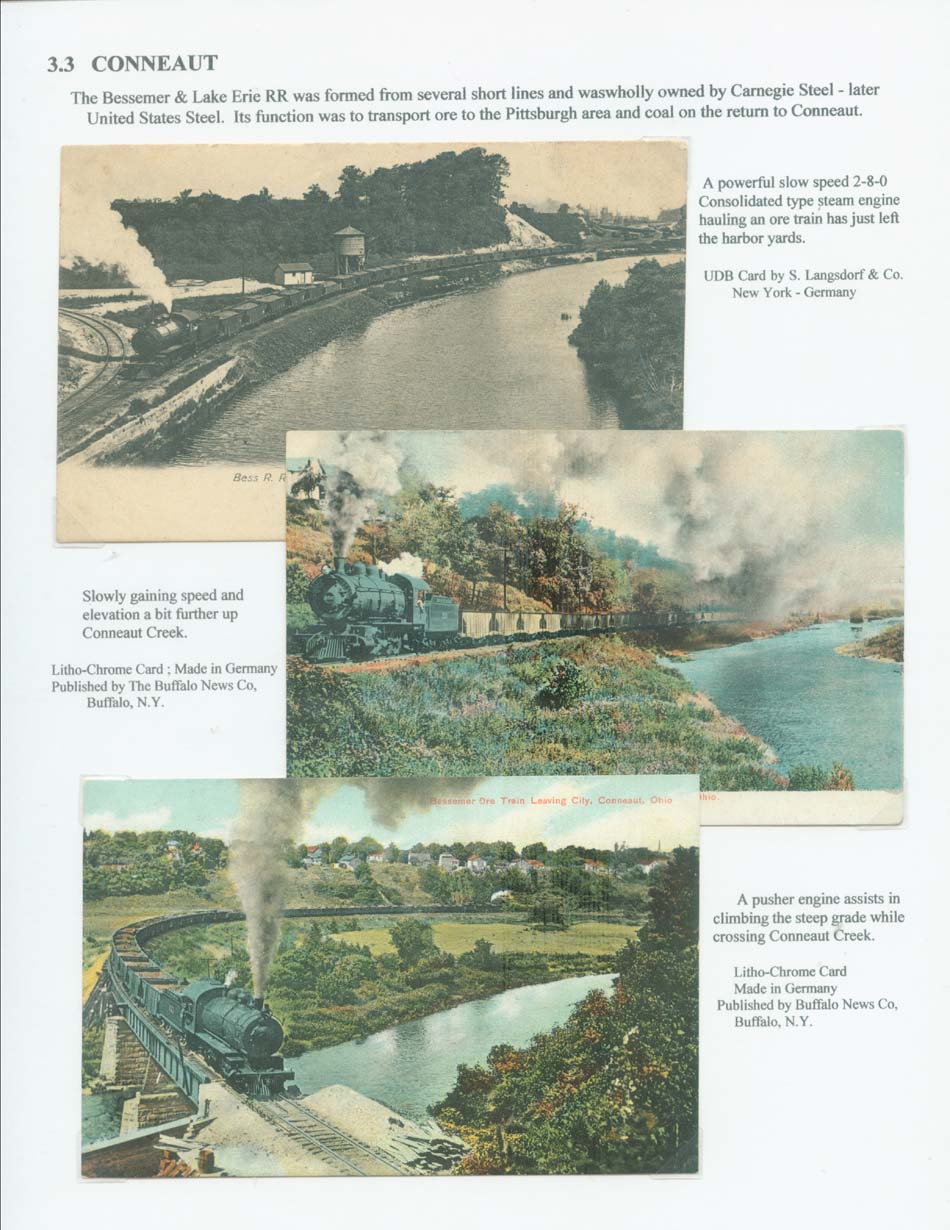 3.3 CONNEAUT
The Bessemer & Lake Erie RR was formed from several short lines and waswholly owned by Carnegie Steel - later
United States Steel. Its function was to transport ore to the Pittsburgh area and coal on the return to Conneaut.
A powerful slow speed 2-8-0
Consolidated type steam engine
hauling an ore train has just left
the harbor yards.
UDB Card by S. Langsdorf & Co.
New York - Germany
Bess R. R
Slowly gaining speed and
elevation a bit further up
Conneaut Creek.
Litho-Chrome Card ; Made in Germany
Published by The Buffalo News Co,
Buffalo, N.Y.
Bessemer Ore Train Leaving City, Conneaut, Ohio
hio.
A pusher engine assists in
climbing the steep grade while
crossing Conneaut Creek.
Litho-Chrome Card
Made in Germany
Published by Buffalo News Co,
Buffalo, N.Y.